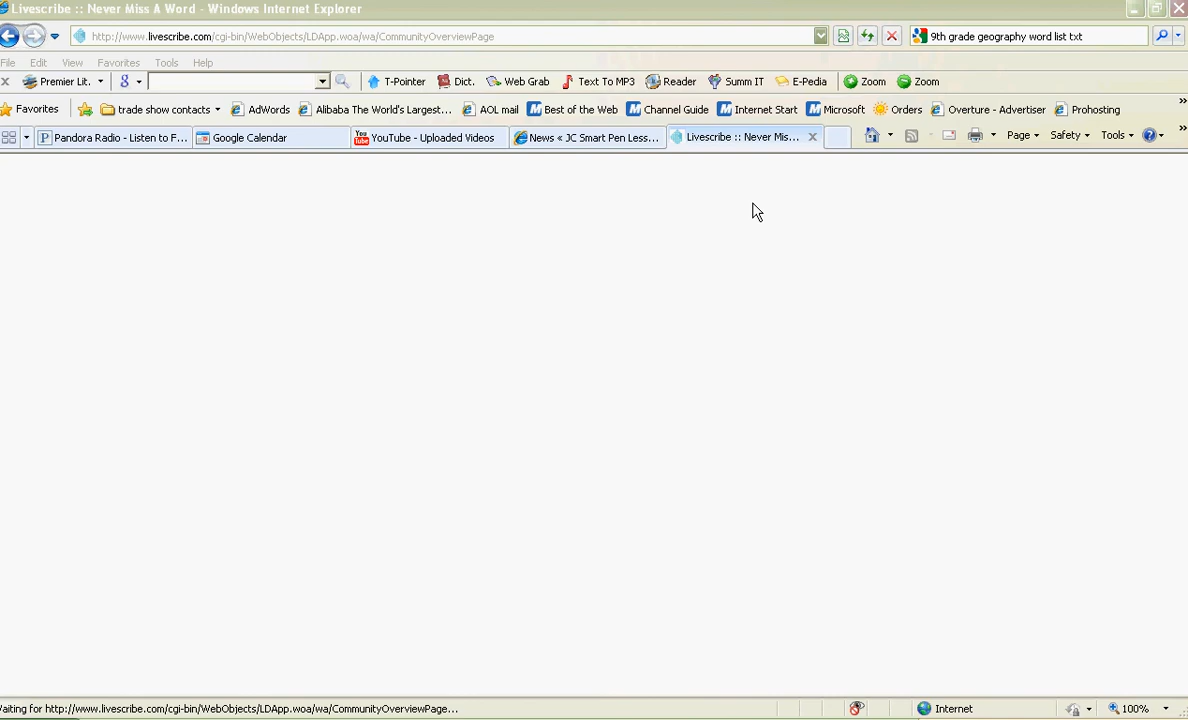 Livescribe :: Never Miss A Word - Windows Internet Explorer
http://www.livescribe.com/cgi-bin/WebObjects/LDApp.woa/wa/CommunityOverviewPage 9th grade geography word list txt
File Edit View Favorites Tools Help
x Premier Lit. T-Pointer Dict. Web Grab Text To MP3 Reader Summ IT E-Pedia Zoom Zoom
Favorites trade show contacts AdWords Alibaba The World's Largest... AOL mail Best of the Web Channel Guide Internet Start Microsoft Orders Overture - Advertiser Prohosting
Pandora Radio - Listen to F... Google Calendar YouTube - Uploaded Videos News « JC Smart Pen Less... Livescribe :: Never Mis... Page Safety Tools
Waiting for http://www.livescribe.com/cgi-bin/WebObjects/LDApp.woa/wa/CommunityOverviewPage... Internet 100%